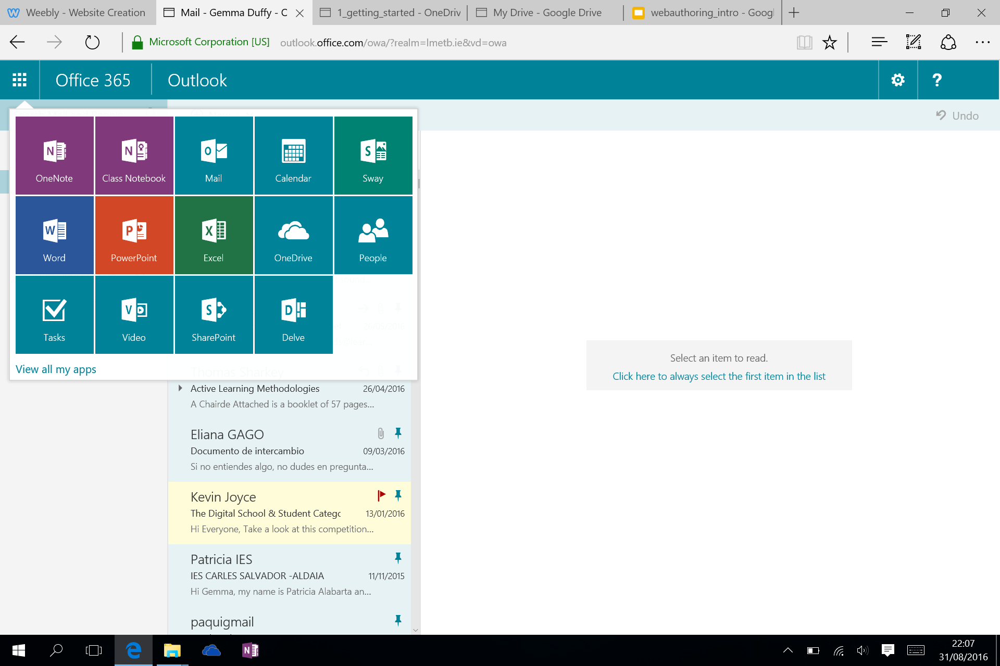 Weebly - Website Creation
Mail - Gemma Duffy - C
1_getting_started - OneDriv
My Drive - Google Drive
webauthoring_intro - Googl
Microsoft Corporation [US]
outlook.office.com/owa/?realm=lmetb.ie&vd=owa
Office 365
Outlook
?
Undo
OneNote
Class Notebook
Mail
Calendar
Sway
Word
PowerPoint
Excel
OneDrive
People
Tasks
Video
SharePoint
Delve
26/05/2016
View all my apps
Thomas Sharkey
Active Learning Methodologies
26/04/2016
A Chairde Attached is a booklet of 57 pages...
Eliana GAGO
Documento de intercambio
09/03/2016
Si no entiendes algo, no dudes en pregunta...
Kevin Joyce
The Digital School & Student Catego
13/01/2016
Hi Everyone, Take a look at this competition...
Patricia IES
IES CARLES SALVADOR -ALDAIA
11/11/2015
Hi Gemma, my name is Patricia Alabarta an...
paquigmail
Select an item to read.
Click here to always select the first item in the list
22:07
31/08/2016